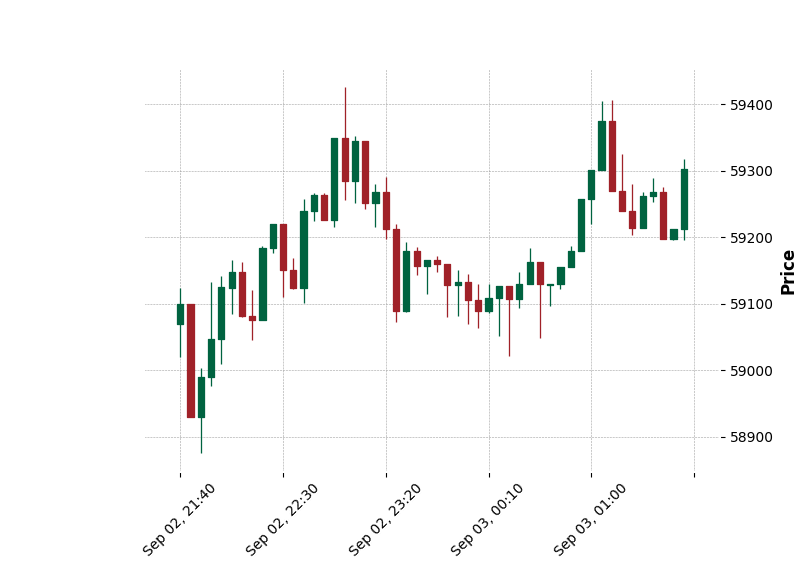 59400
59300
59200
59100
59000
58900
Price
Sep 02, 21:40
Sep 02, 22:30
Sep 02, 23:20
Sep 03, 00:10
Sep 03, 01:00